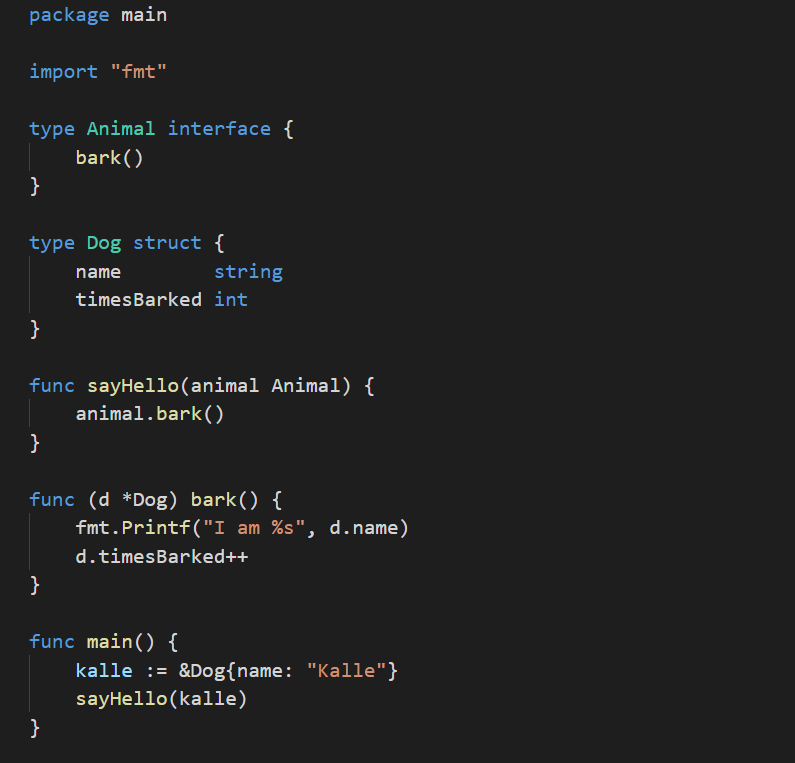 package main
import "fmt"
type Animal interface {
    bark()
}
type Dog struct {
    name        string
    timesBarked int
}
func sayHello(animal Animal) {
    animal.bark()
}
func (d *Dog) bark() {
    fmt.Printf("I am %s", d.name)
    d.timesBarked++
}
func main() {
    kalle := &Dog{name: "Kalle"}
    sayHello(kalle)
}